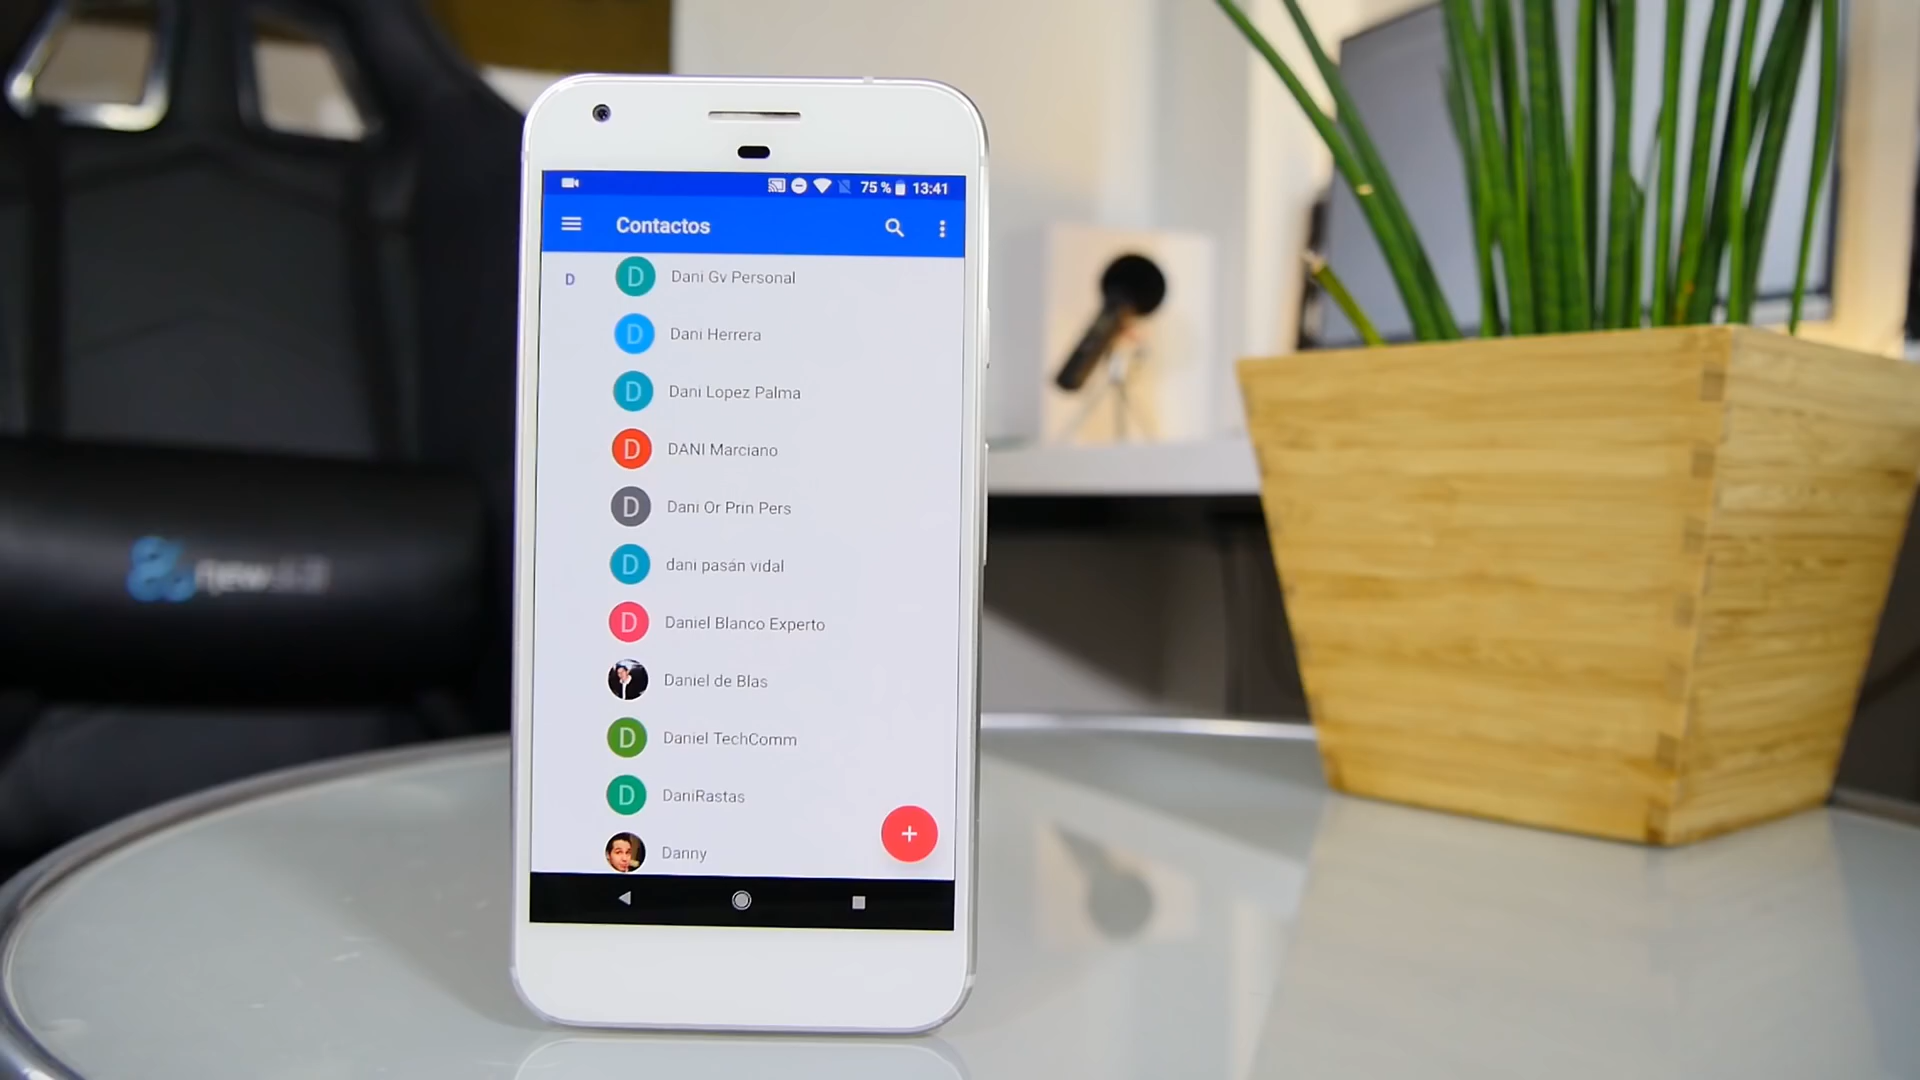 75 % 13:41
Contactos
D
D Dani Gv Personal
D Dani Herrera
D Dani Lopez Palma
D DANI Marciano
D Dani Or Prin Pers
D dani pasán vidal
D Daniel Blanco Experto
Daniel de Blas
D Daniel TechComm
D DaniRastas
Danny
+